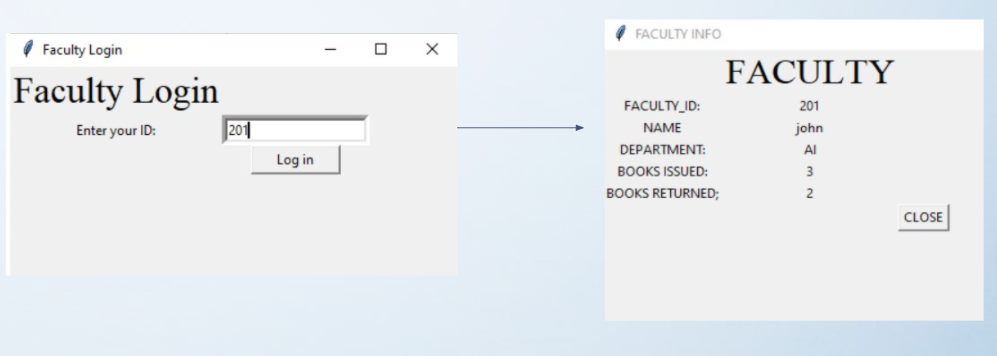 Faculty Login
Faculty Login
Enter your ID: 201
Log in
FACULTY INFO
FACULTY
FACULTY_ID: 201
NAME john
DEPARTMENT: AI
BOOKS ISSUED: 3
BOOKS RETURNED; 2
CLOSE